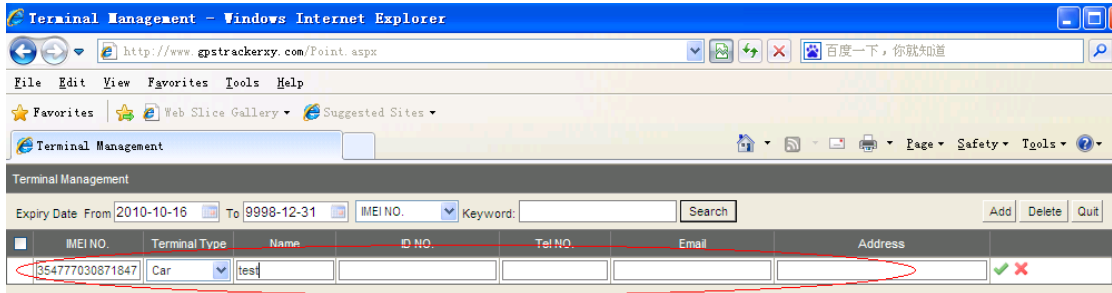 Terminal Management - Windows Internet Explorer
http://www.gpstrackerxy.com/Point.aspx 百度一下，你就知道
File Edit View Favorites Tools Help
Favorites Web Slice Gallery Suggested Sites
Terminal Management Page Safety Tools
Terminal Management
Expiry Date From 2010-10-16 To 9998-12-31 IMEI NO. Keyword: Search Add Delete Quit
IMEI NO. Terminal Type Name ID NO. Tel NO. Email Address
354777030871847 Car test